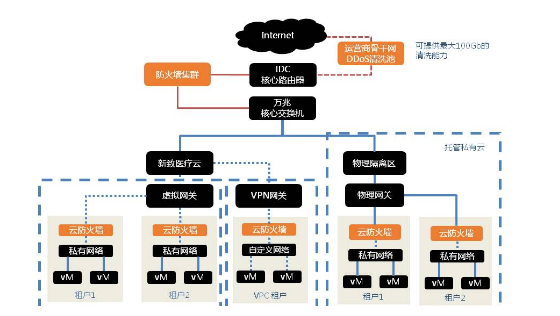 Internet
运营商骨干网
DDoS清洗池
可提供最大100Gb的
清洗能力
防火墙集群
IDC
核心路由器
万兆
核心交换机
托管私有云
新致医疗云
物理隔离区
虚拟网关
VPN网关
物理网关
云防火墙
云防火墙
云防火墙
云防火墙
云防火墙
私有网络
私有网络
自定义网络
私有网络
私有网络
vM
vM
vM
vM
vM
vM
vM
vM
vM
vM
租户1
租户2
VPC 租户
租户1
租户2